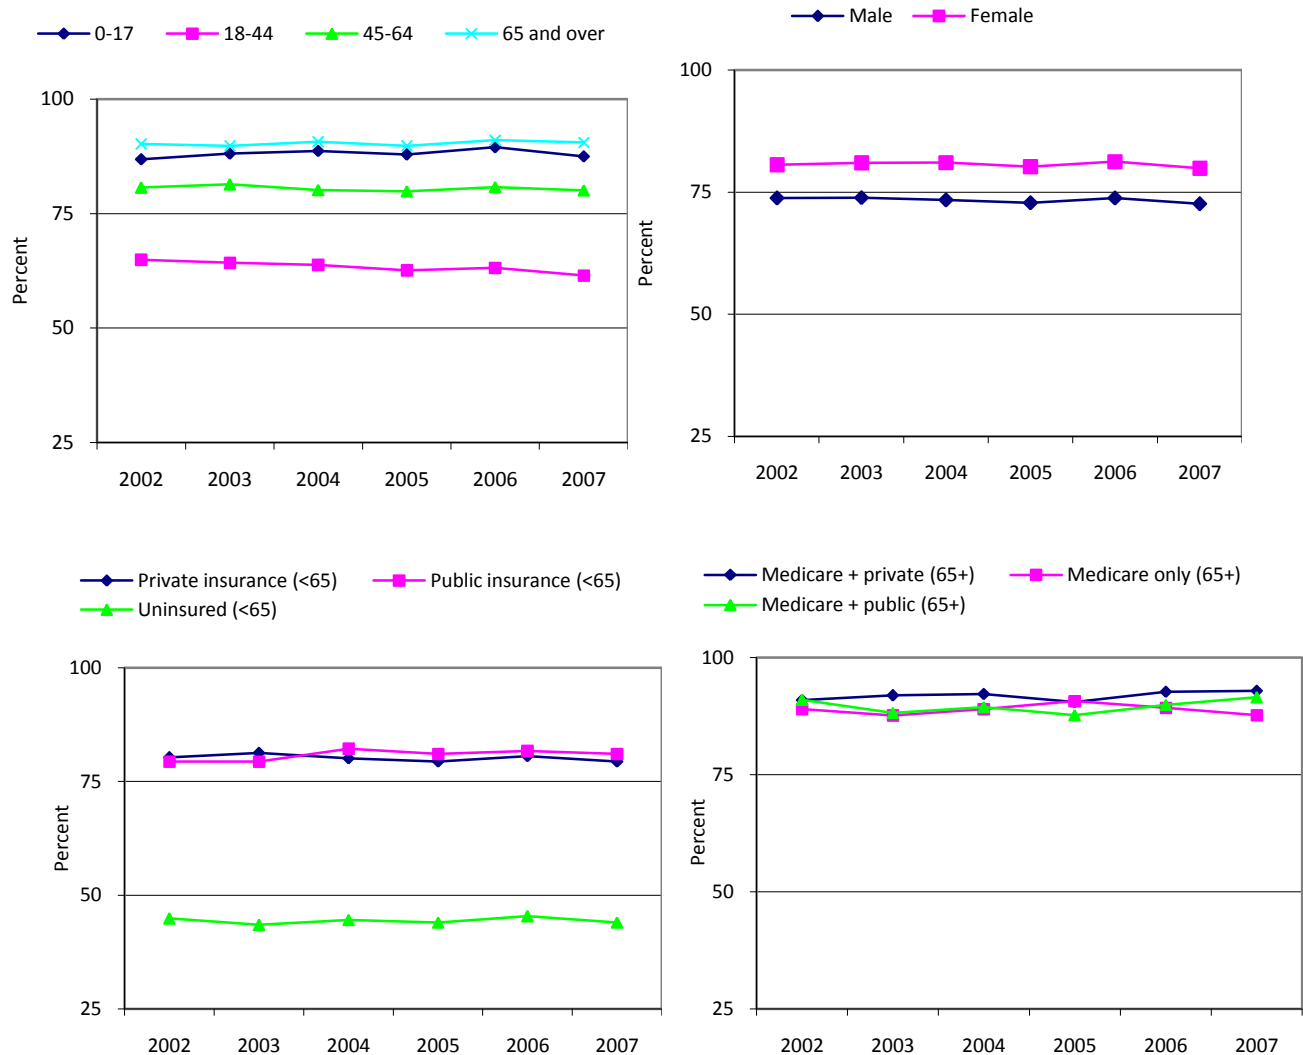 0-17 18-44 45-64 65 and over
100
75
50
25
Percent
2002 2003 2004 2005 2006 2007
Male Female
100
75
50
25
Percent
2002 2003 2004 2005 2006 2007
Private insurance (<65) Public insurance (<65)
Uninsured (<65)
100
75
50
25
Percent
2002 2003 2004 2005 2006 2007
Medicare + private (65+) Medicare only (65+)
Medicare + public (65+)
100
75
50
25
Percent
2002 2003 2004 2005 2006 2007